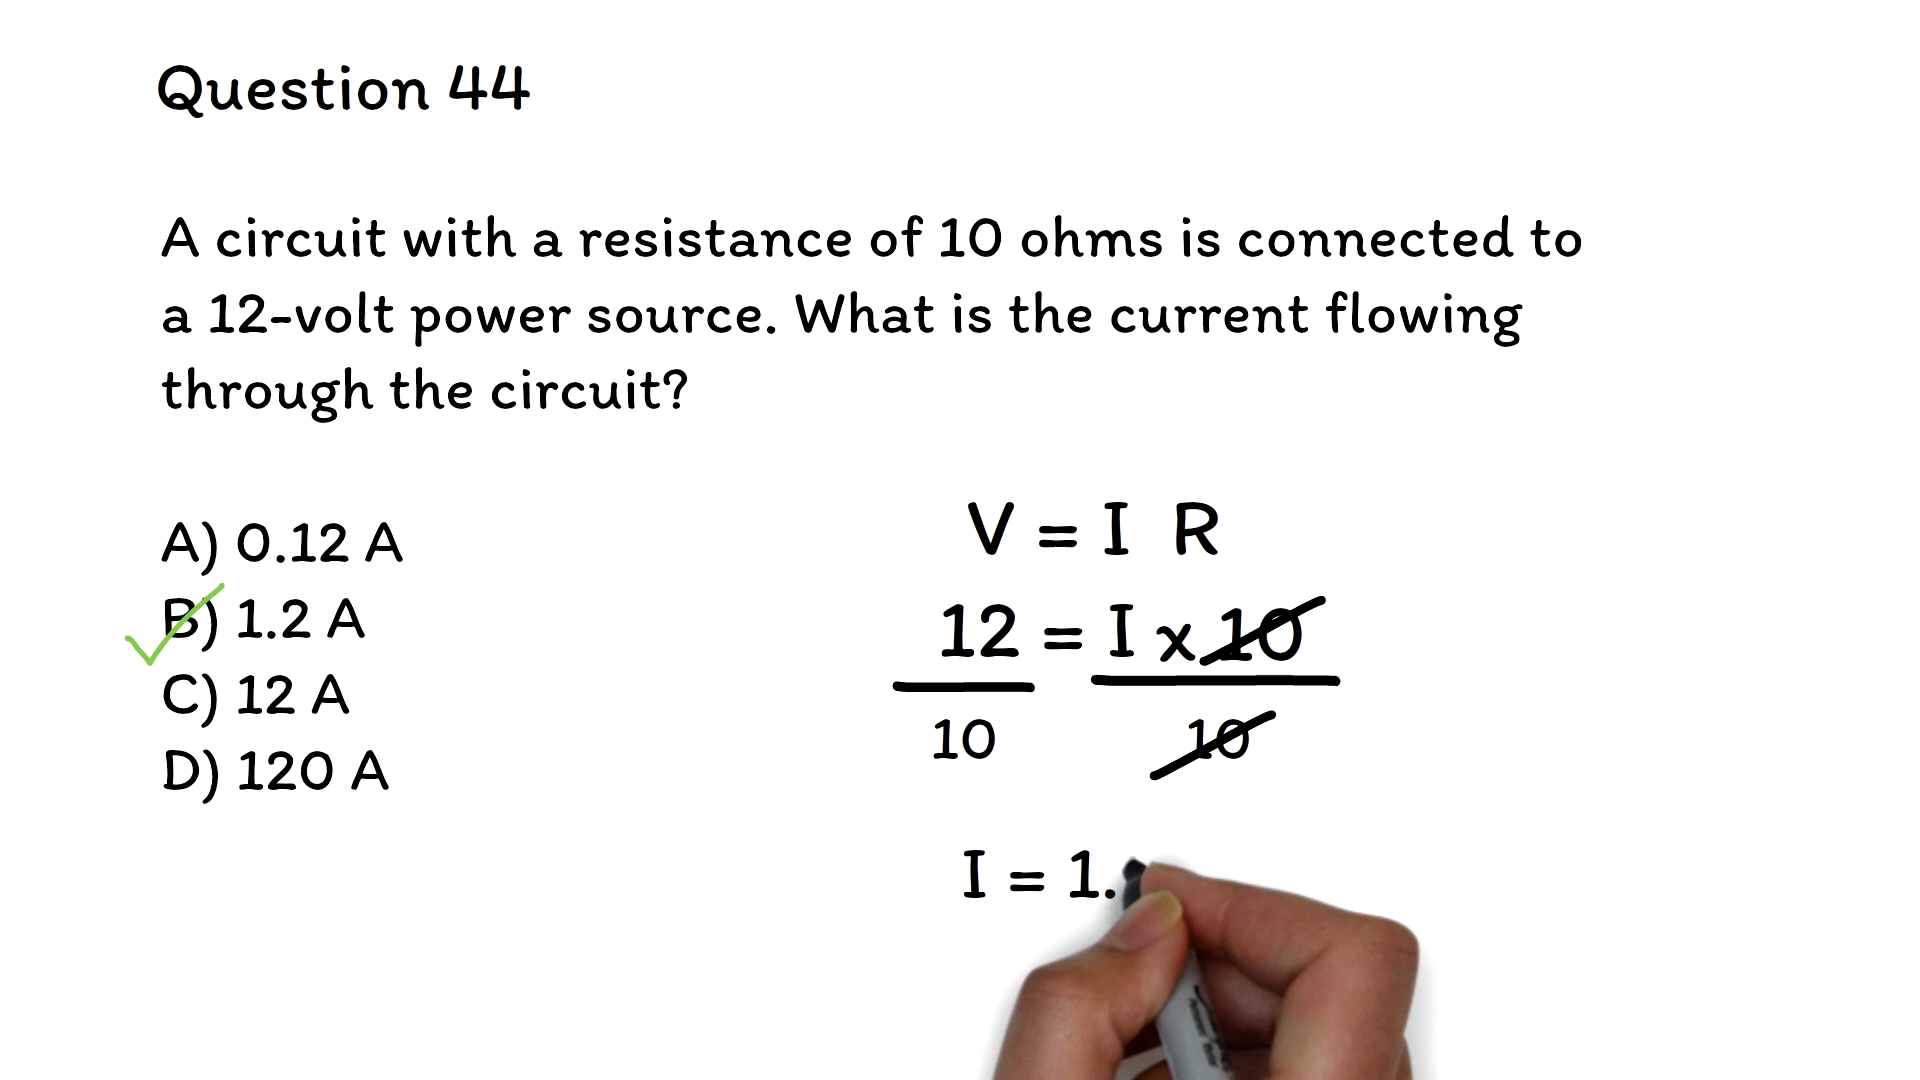 Question 44
A circuit with a resistance of 10 ohms is connected to
a 12-volt power source. What is the current flowing
through the circuit?
A) 0.12 A
B) 1.2 A
C) 12 A
D) 120 A
V = I R
12 = I x 10
10 10
I = 1.